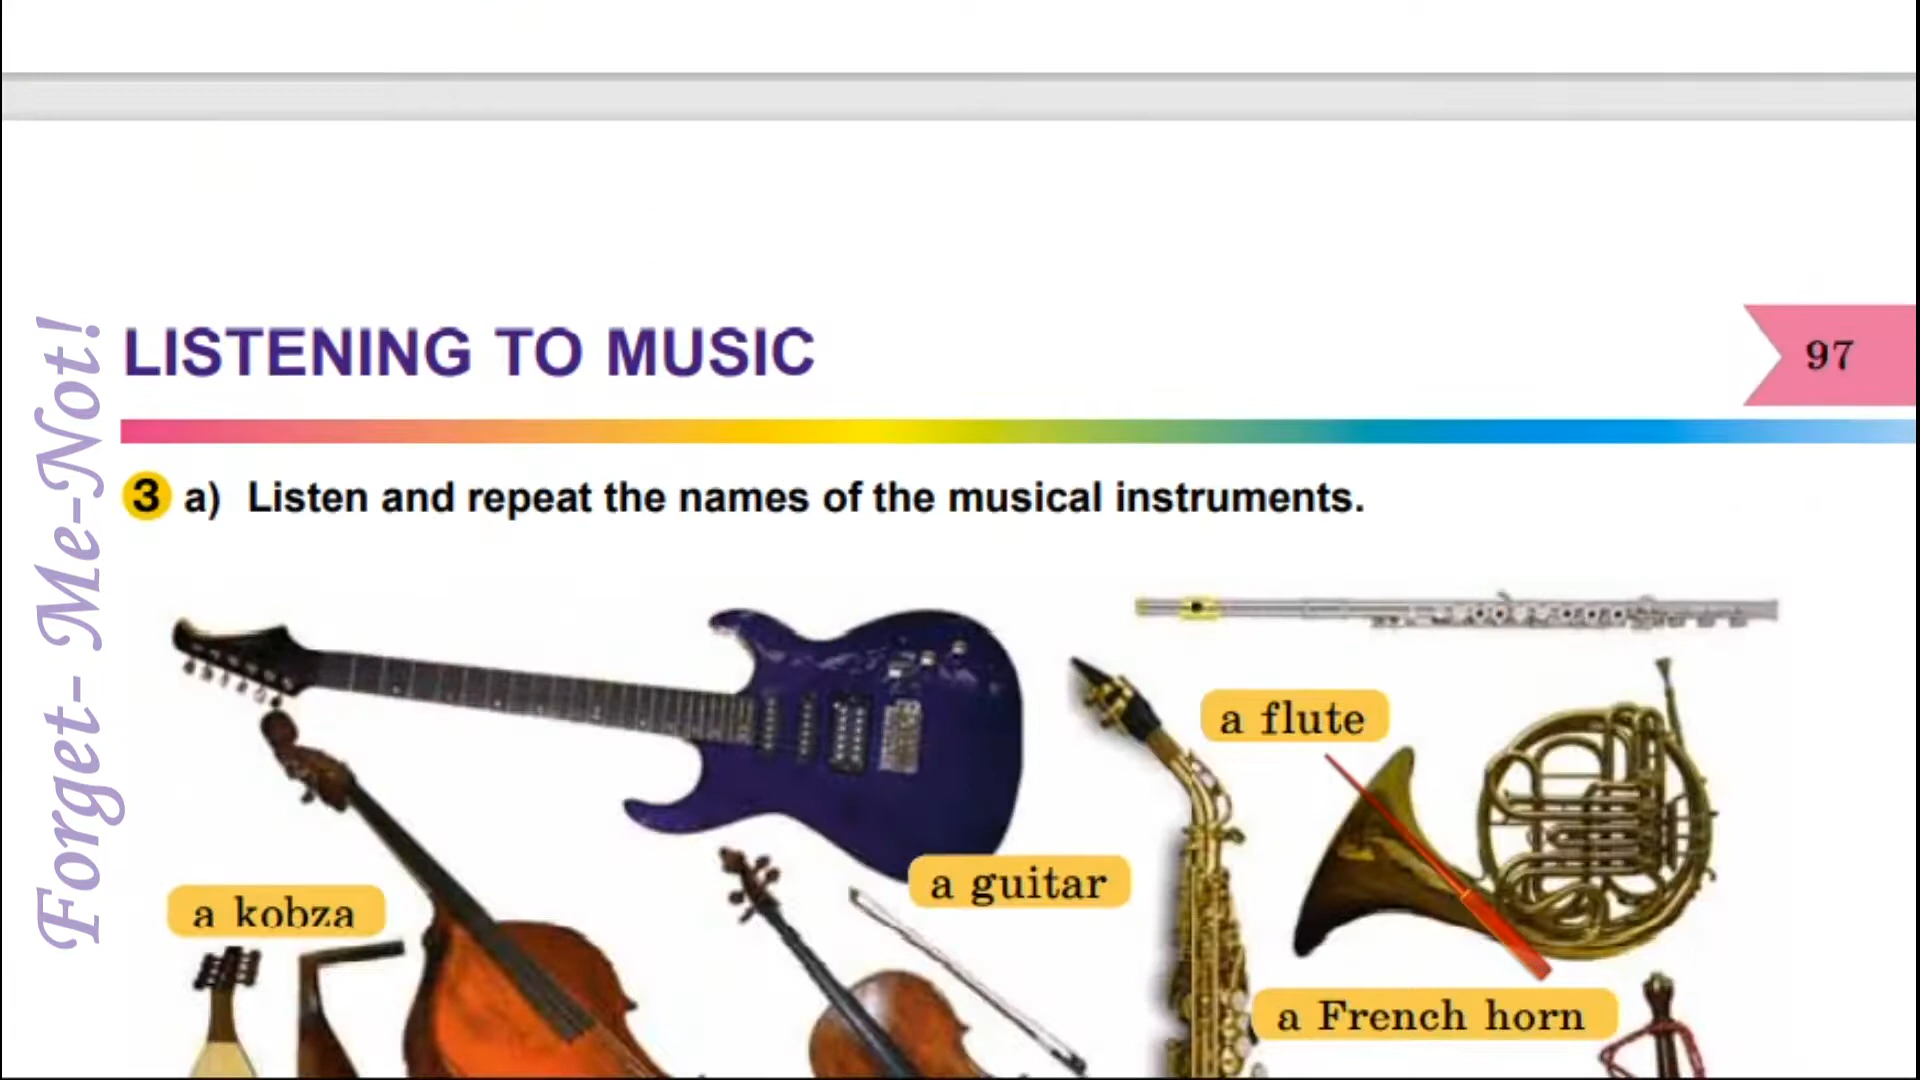 LISTENING TO MUSIC
97
3 a) Listen and repeat the names of the musical instruments.
a flute
a guitar
a kobza
a French horn
Forget- Me-Not!